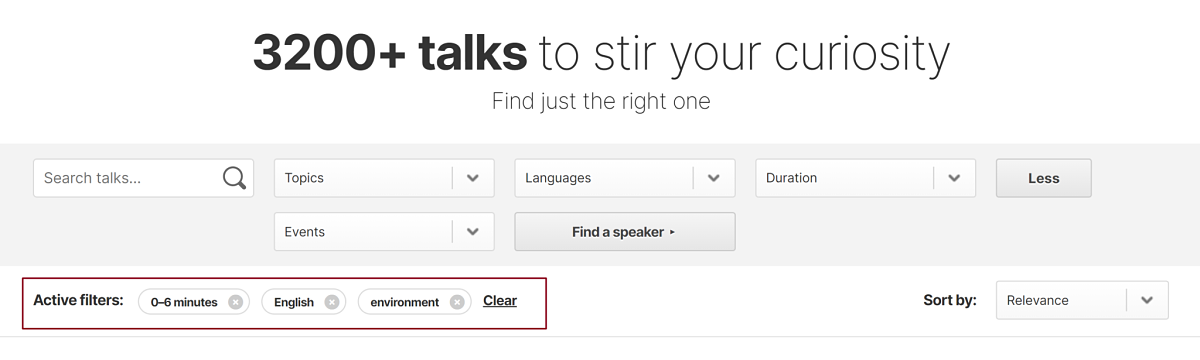 3200+ talks to stir your curiosity
Find just the right one
Search talks... Topics Languages Duration Less
Events Find a speaker ▸
Active filters: 0–6 minutes English environment Clear Sort by: Relevance